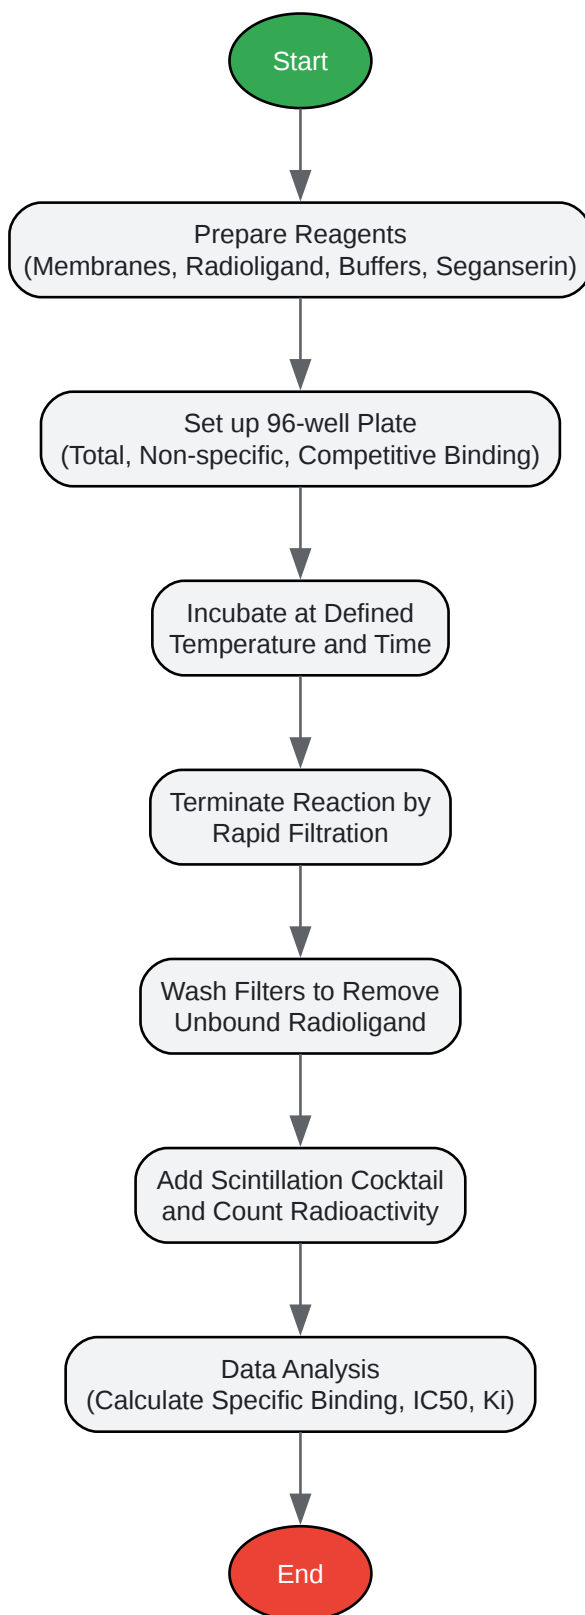 Start
Prepare Reagents
(Membranes, Radioligand, Buffers, Seganserin)
Set up 96-well Plate
(Total, Non-specific, Competitive Binding)
Incubate at Defined
Temperature and Time
Terminate Reaction by
Rapid Filtration
Wash Filters to Remove
Unbound Radioligand
Add Scintillation Cocktail
and Count Radioactivity
Data Analysis
(Calculate Specific Binding, IC50, Ki)
End